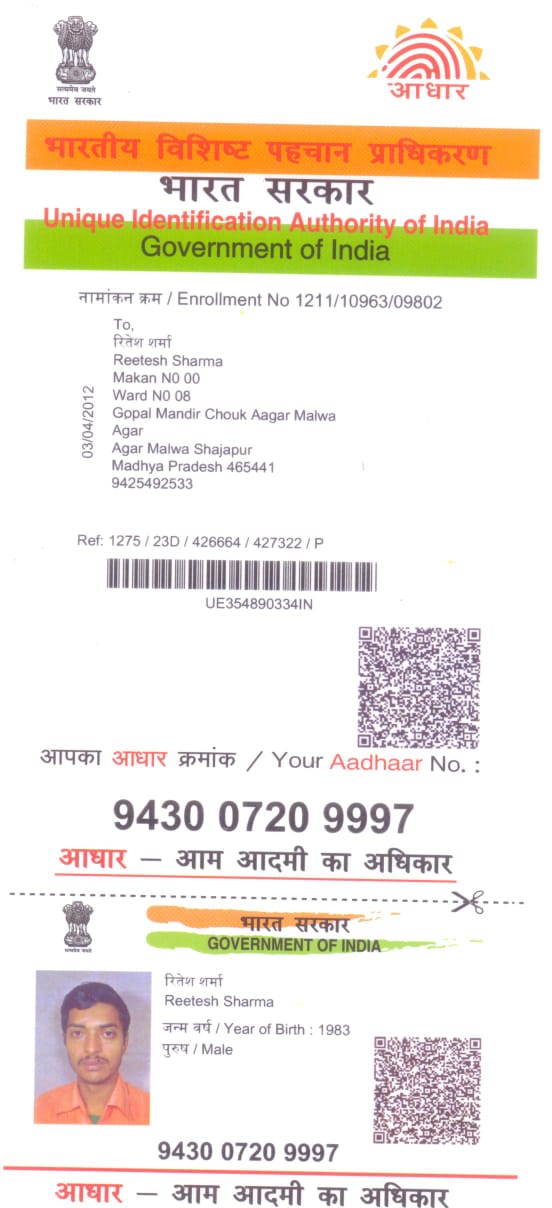 सत्यमेव जयते
भारत सरकार
आधार
भारतीय विशिष्ट पहचान प्राधिकरण
भारत सरकार
Unique Identification Authority of India
Government of India
नामांकन क्रम / Enrollment No 1211/10963/09802
03/04/2012
To,
रितेश शर्मा
Reetesh Sharma
Makan N0 00
Ward N0 08
Gopal Mandir Chouk Aagar Malwa
Agar
Agar Malwa Shajapur
Madhya Pradesh 465441
9425492533
Ref: 1275 / 23D / 426664 / 427322 / P
UE354890334IN
आपका आधार क्रमांक / Your Aadhaar No. :
9430 0720 9997
आधार — आम आदमी का अधिकार
सत्यमेव जयते
भारत सरकार
GOVERNMENT OF INDIA
रितेश शर्मा
Reetesh Sharma
जन्म वर्ष / Year of Birth : 1983
पुरुष / Male
9430 0720 9997
आधार — आम आदमी का अधिकार